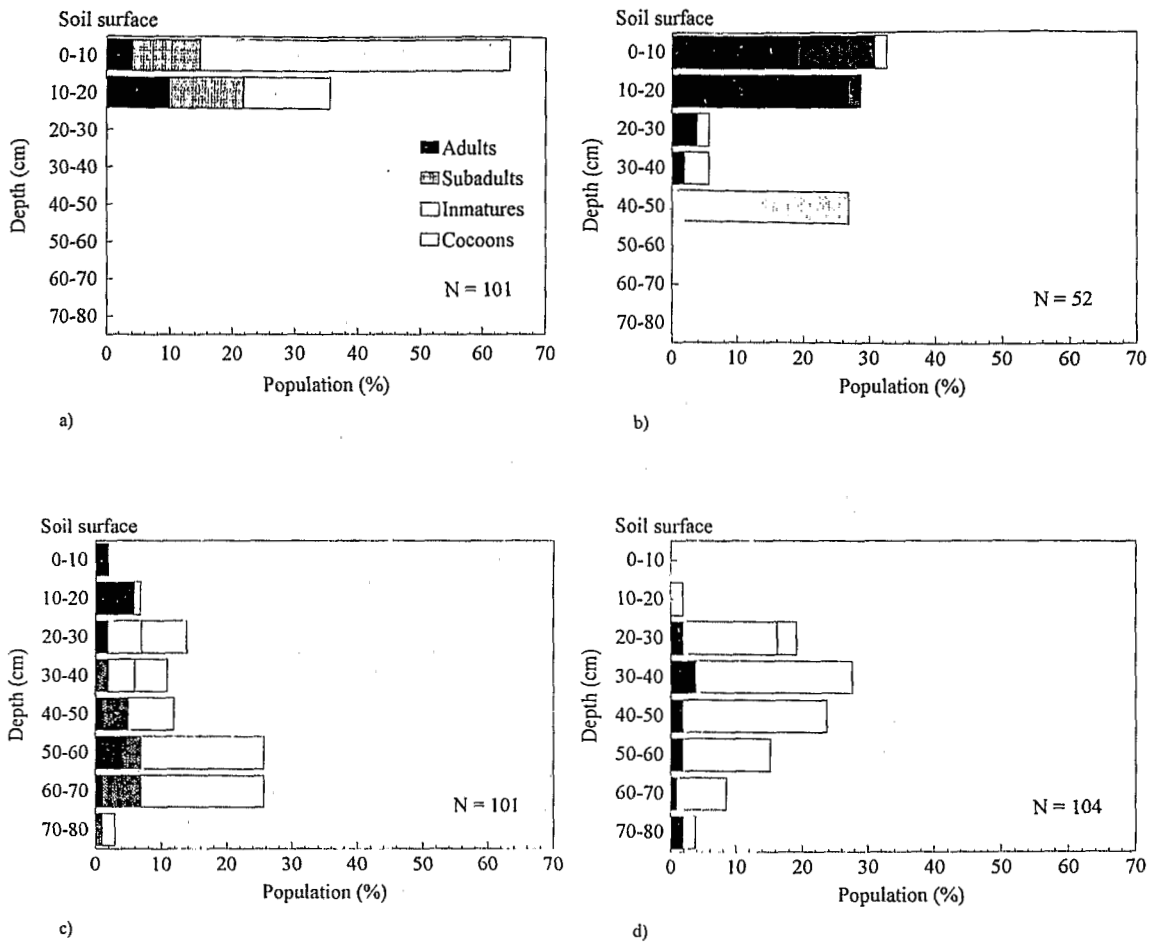 Soil surface
0-10
10-20
20-30
30-40
40-50
50-60
60-70
70-80
Depth (cm)
Adults
Subadults
Inmatures
Cocoons
N = 101
0 10 20 30 40 50 60 70
Population (%)
a)
Soil surface
0-10
10-20
20-30
30-40
40-50
50-60
60-70
70-80
Depth (cm)
N = 52
0 10 20 30 40 50 60 70
Population (%)
b)
Soil surface
0-10
10-20
20-30
30-40
40-50
50-60
60-70
70-80
Depth (cm)
N = 101
0 10 20 30 40 50 60 70
Population (%)
c)
Soil surface
0-10
10-20
20-30
30-40
40-50
50-60
60-70
70-80
Depth (cm)
N = 104
0 10 20 30 40 50 60 70
Population (%)
d)